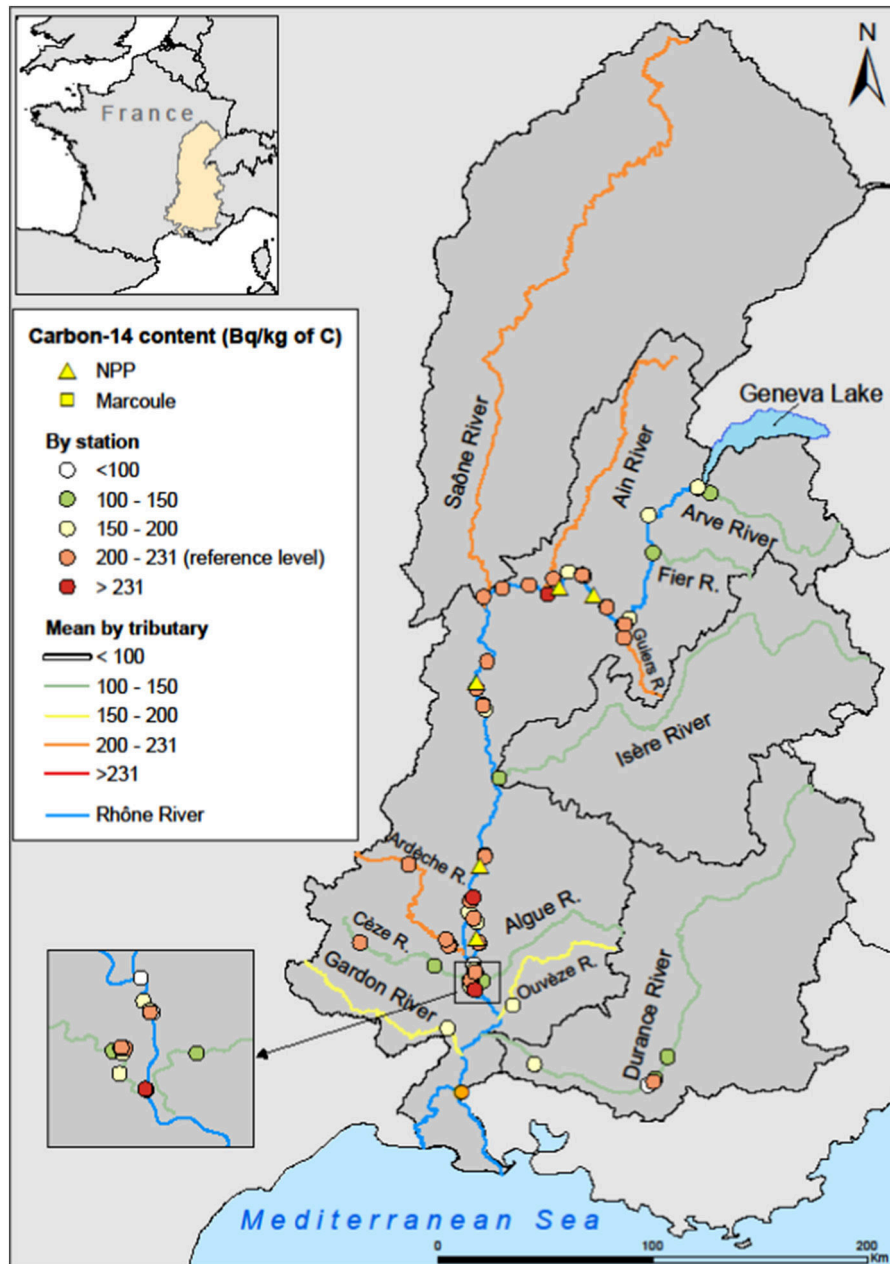 France
N
Carbon-14 content (Bq/kg of C)
NPP
Marcoule
By station
<100
100 - 150
150 - 200
200 - 231 (reference level)
> 231
Mean by tributary
< 100
100 - 150
150 - 200
200 - 231
>231
Rhône River
Geneva Lake
Saône River
Ain River
Arve River
Fier R.
Guiers R.
Isère River
Ardèche R.
Cèze R.
Algue R.
Gardon River
Ouvèze R.
Durance River
Mediterranean Sea
0 100 200
Km